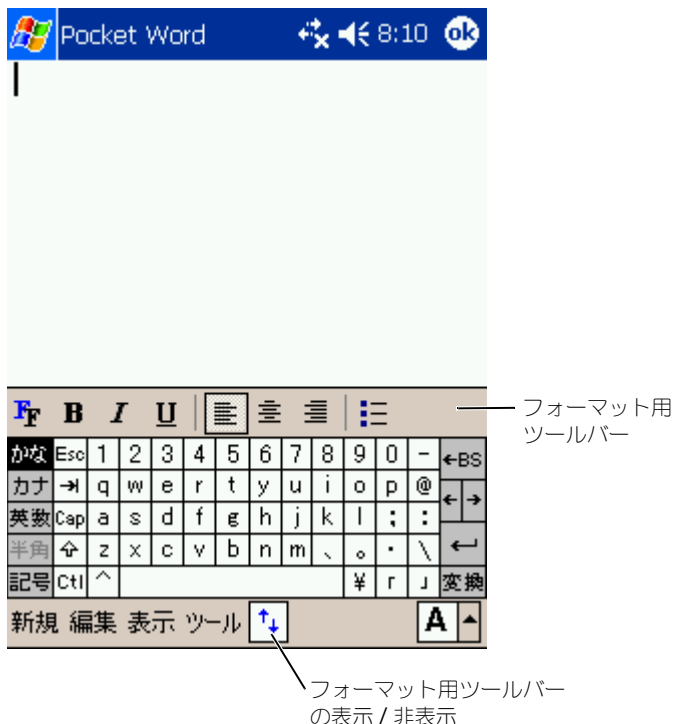 Pocket Word 8:10 ok
FF B I U
フォーマット用
ツールバー
かな Esc 1 2 3 4 5 6 7 8 9 0 - ←BS
カナ →| q w e r t y u i o p @ ← →
英数 Cap a s d f g h j k l ; :
半角 z x c v b n m 、 。 ・ \ ↵
記号 Ctl ^ ¥ 「 」 変換
新規 編集 表示 ツール A
フォーマット用ツールバー
の表示 / 非表示